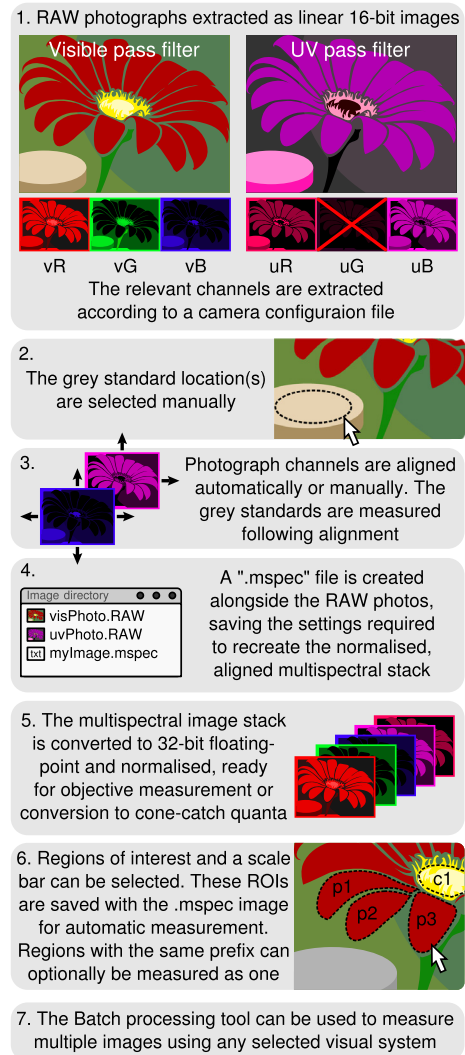 1. RAW photographs extracted as linear 16-bit images
Visible pass filter
UV pass filter
vR vG vB uR uG uB
The relevant channels are extracted
according to a camera configuraion file
2.
The grey standard location(s)
are selected manually
3.
Photograph channels are aligned
automatically or manually. The
grey standards are measured
following alignment
4.
Image directory
visPhoto.RAW
uvPhoto.RAW
txt myImage.mspec
A ".mspec" file is created
alongside the RAW photos,
saving the settings required
to recreate the normalised,
aligned multispectral stack
5. The multispectral image stack
is converted to 32-bit floating-
point and normalised, ready
for objective measurement or
conversion to cone-catch quanta
6. Regions of interest and a scale
bar can be selected. These ROIs
are saved with the .mspec image
for automatic measurement.
Regions with the same prefix can
optionally be measured as one
p1
c1
p2
p3
7. The Batch processing tool can be used to measure
multiple images using any selected visual system